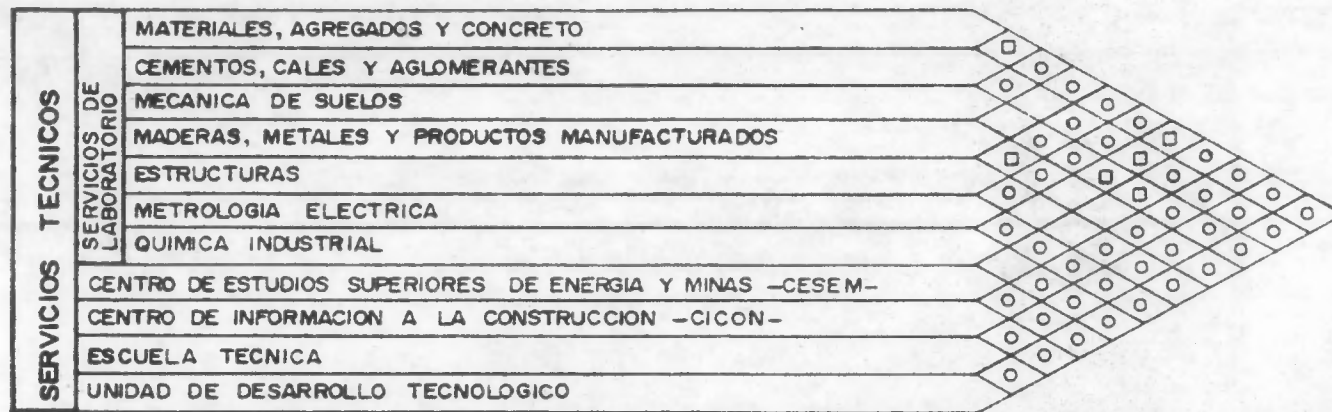 SERVICIOS TECNICOS
SERVICIOS DE
LABORATORIO
MATERIALES, AGREGADOS Y CONCRETO
CEMENTOS, CALES Y AGLOMERANTES
MECANICA DE SUELOS
MADERAS, METALES Y PRODUCTOS MANUFACTURADOS
ESTRUCTURAS
METROLOGIA ELECTRICA
QUIMICA INDUSTRIAL
CENTRO DE ESTUDIOS SUPERIORES DE ENERGIA Y MINAS -CESEM-
CENTRO DE INFORMACION A LA CONSTRUCCION -CICON-
ESCUELA TECNICA
UNIDAD DE DESARROLLO TECNOLOGICO